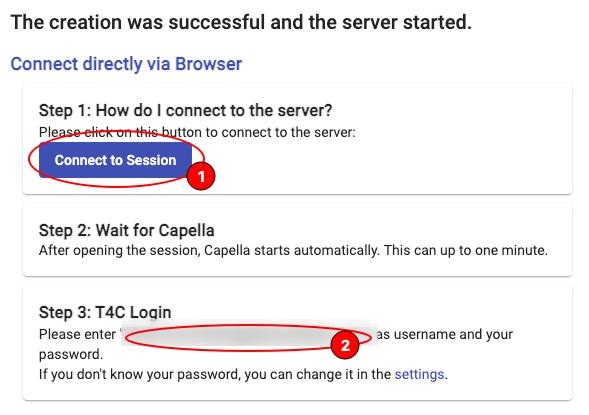 The creation was successful and the server started.
Connect directly via Browser
Step 1: How do I connect to the server?
Please click on this button to connect to the server:
Connect to Session
1
Step 2: Wait for Capella
After opening the session, Capella starts automatically. This can up to one minute.
Step 3: T4C Login
Please enter ' as username and your
2
password.
If you don't know your password, you can change it in the settings.